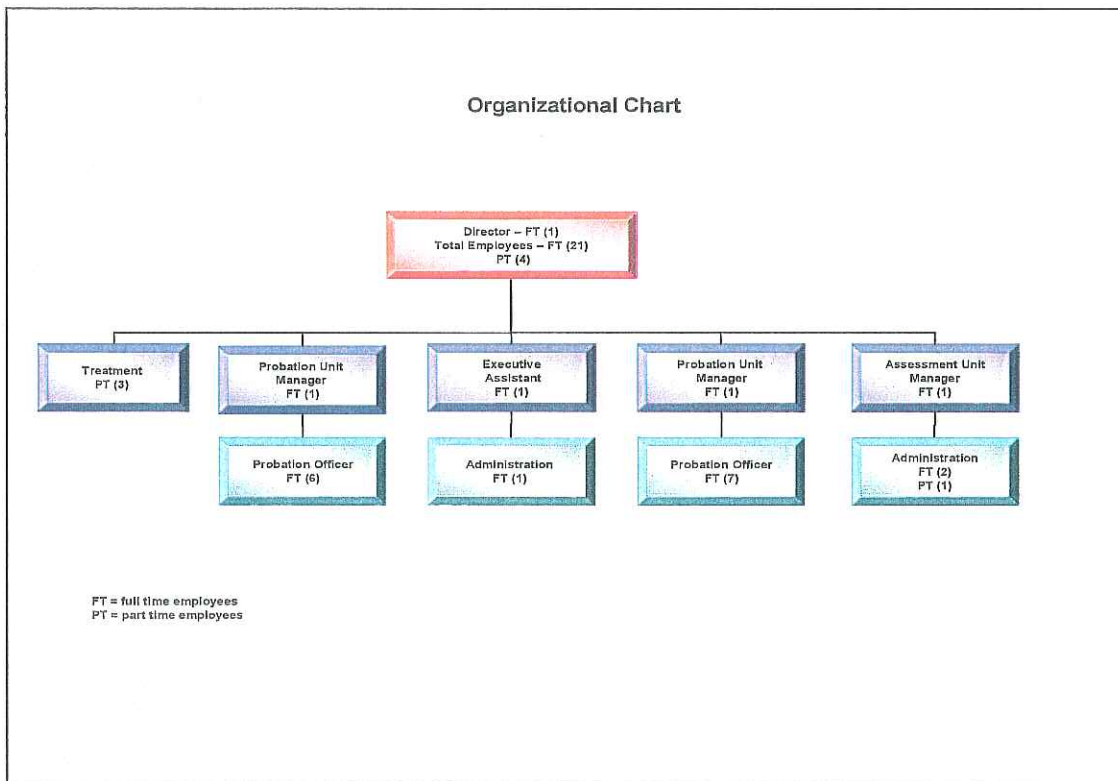 Organizational Chart
Director – FT (1)
Total Employees – FT (21)
PT (4)
Treatment
PT (3)
Probation Unit
Manager
FT (1)
Executive
Assistant
FT (1)
Probation Unit
Manager
FT (1)
Assessment Unit
Manager
FT (1)
Probation Officer
FT (6)
Administration
FT (1)
Probation Officer
FT (7)
Administration
FT (2)
PT (1)
FT = full time employees
PT = part time employees